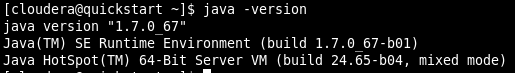 [cloudera@quickstart ~]$ java -version
java version "1.7.0_67"
Java(TM) SE Runtime Environment (build 1.7.0_67-b01)
Java HotSpot(TM) 64-Bit Server VM (build 24.65-b04, mixed mode)